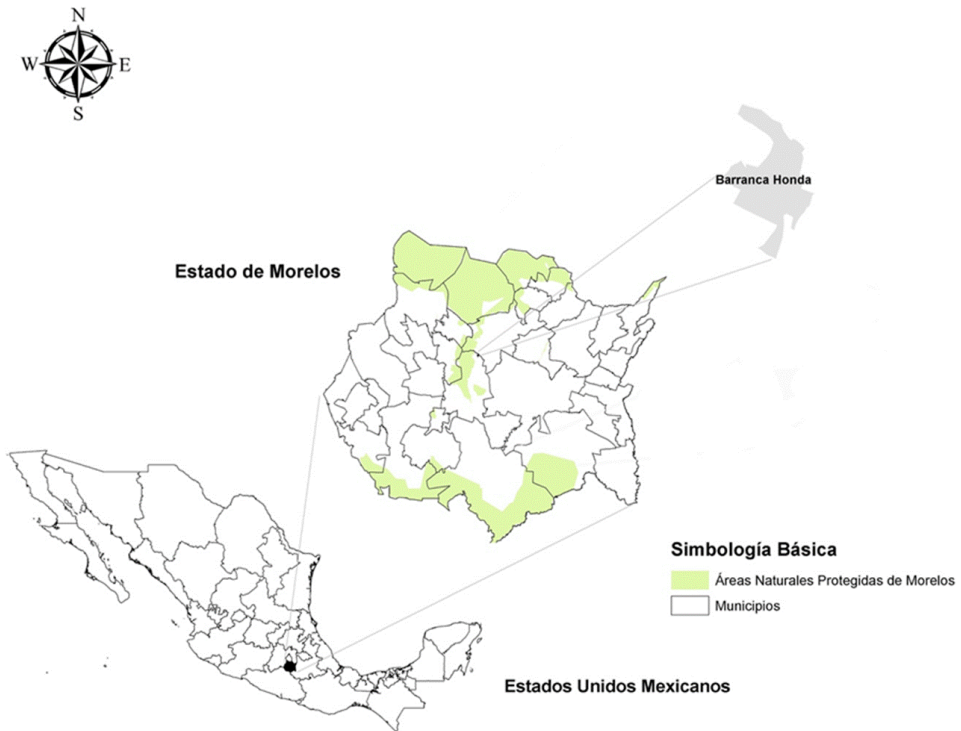 N
W E
S
Barranca Honda
Estado de Morelos
Simbología Básica
Áreas Naturales Protegidas de Morelos
Municipios
Estados Unidos Mexicanos